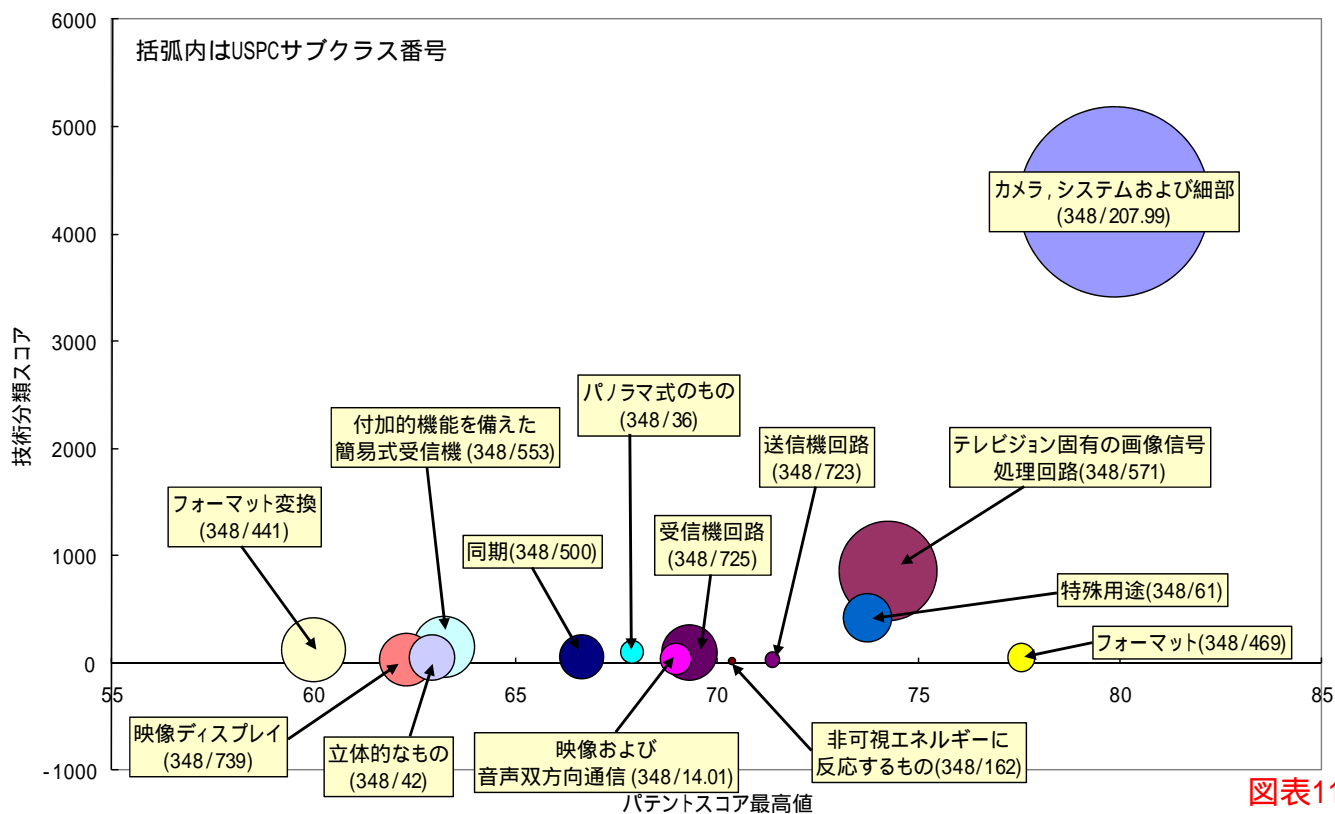 6000
5000
4000
3000
2000
1000
0
-1000
括弧内はUSPCサブクラス番号
カメラ，システムおよび細部
(348/207.99)
パノラマ式のもの
(348/36)
付加的機能を備えた
簡易式受信機 (348/553)
送信機回路
(348/723)
テレビジョン固有の画像信号
処理回路(348/571)
フォーマット変換
(348/441)
同期(348/500)
受信機回路
(348/725)
特殊用途(348/61)
フォーマット(348/469)
55
60
65
70
75
80
85
映像ディスプレイ
(348/739)
立体的なもの
(348/42)
映像および
音声双方向通信 (348/14.01)
非可視エネルギーに
反応するもの(348/162)
技術分類スコア
パテントスコア最高値
図表11